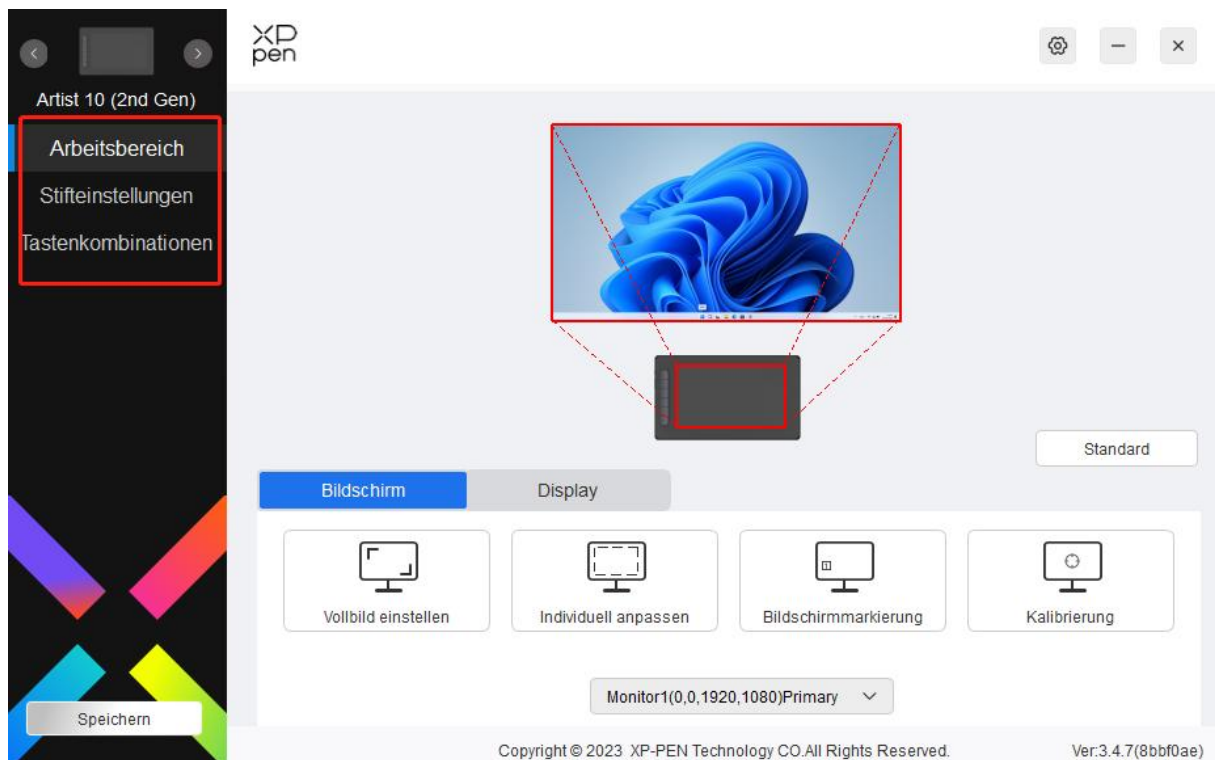 XP
pen
Artist 10 (2nd Gen)
Arbeitsbereich
Stifteinstellungen
Tastenkombinationen
Standard
Bildschirm
Display
Vollbild einstellen
Individuell anpassen
Bildschirmmarkierung
Kalibrierung
Monitor1(0,0,1920,1080)Primary
Speichern
Copyright © 2023 XP-PEN Technology CO.All Rights Reserved.
Ver:3.4.7(8bbf0ae)